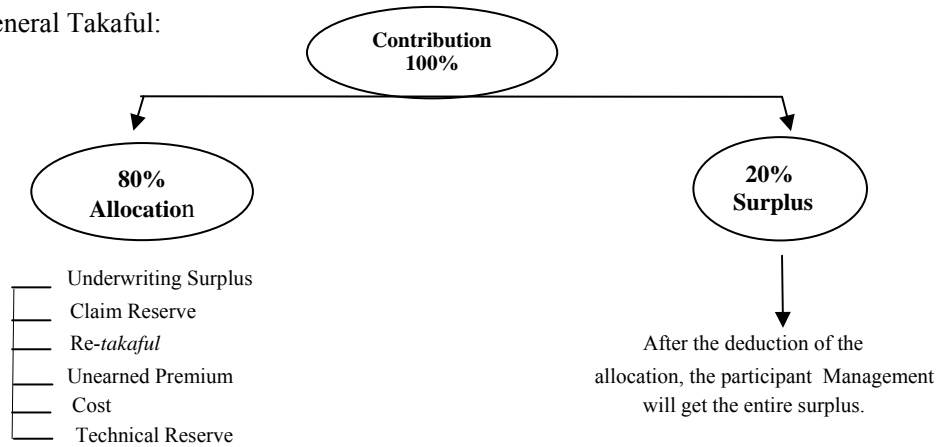 eneral Takaful:
Contribution
100%
80%
Allocation
20%
Surplus
Underwriting Surplus
Claim Reserve
Re-takaful
Unearned Premium
Cost
Technical Reserve
After the deduction of the
allocation, the participant Management
will get the entire surplus.